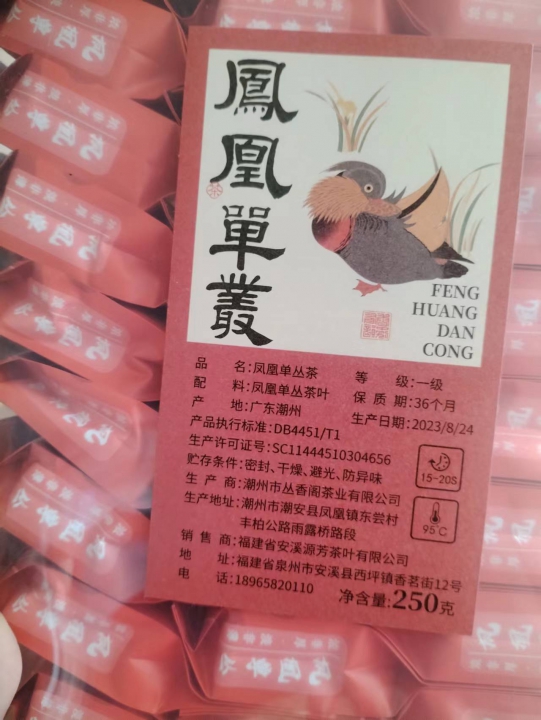 鳳凰單叢
FENG
HUANG
DAN
CONG
品 名:凤凰单丛茶
等 级:一级
配 料:凤凰单丛茶叶
保 质 期:36个月
产 地:广东潮州
生产日期:2023/8/24
产品执行标准:DB4451/T1
生产许可证号:SC11444510304656
贮存条件:密封、干燥、避光、防异味
15-20S
生 产 商:潮州市丛香阁茶业有限公司
生产地址:潮州市潮安县凤凰镇东尝村
丰柏公路雨露桥路段
95℃
销 售 商:福建省安溪源芳茶叶有限公司
地 址:福建省泉州市安溪县西坪镇香茗街12号
电 话:18965820110
净含量:250克